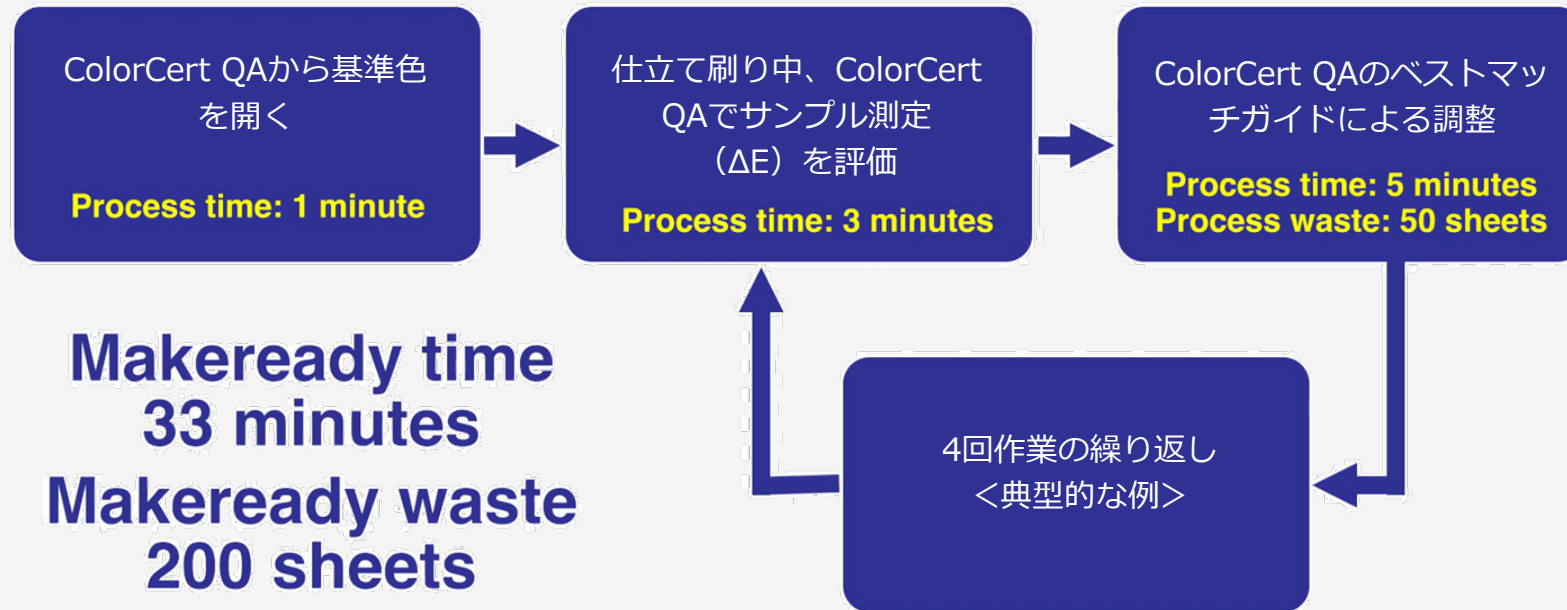 ColorCert QAから基準色
を開く
Process time: 1 minute
仕立て刷り中、ColorCert
QAでサンプル測定
（ΔE）を評価
Process time: 3 minutes
ColorCert QAのベストマッ
チガイドによる調整
Process time: 5 minutes
Process waste: 50 sheets
Makeready time
33 minutes
Makeready waste
200 sheets
4回作業の繰り返し
＜典型的な例＞